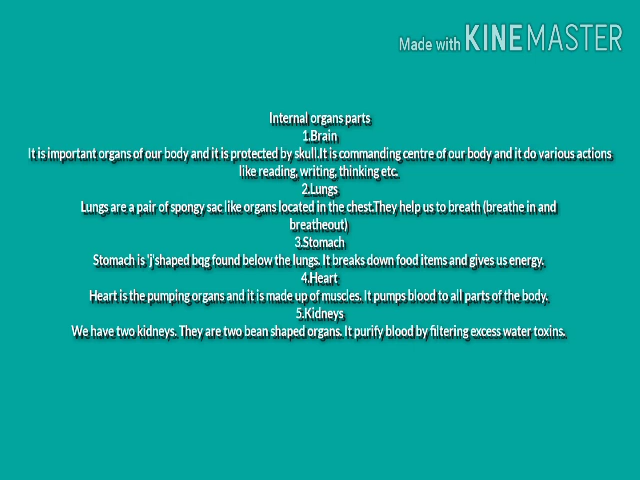 Made with KINEMASTER
Internal organs parts
1.Brain
It is important organs of our body and it is protected by skull.It is commanding centre of our body and it do various actions
like reading, writing, thinking etc.
2.Lungs
Lungs are a pair of spongy sac like organs located in the chest.They help us to breath (breathe in and
breatheout)
3.Stomach
Stomach is 'j'shaped bqg found below the lungs. It breaks down food items and gives us energy.
4.Heart
Heart is the pumping organs and it is made up of muscles. It pumps blood to all parts of the body.
5.Kidneys
We have two kidneys. They are two bean shaped organs. It purify blood by filtering excess water toxins.